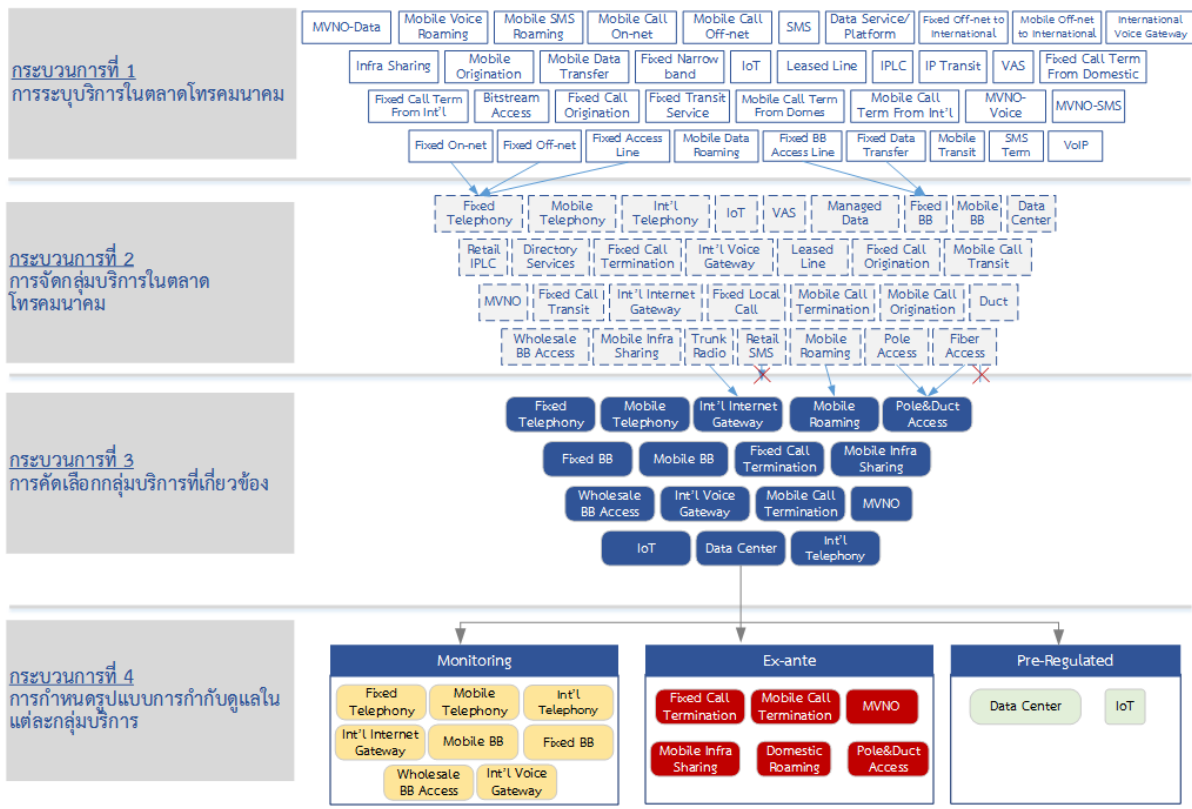 กระบวนการที่ 1
การระบุบริการในตลาดโทรคมนาคม
MVNO-Data
Mobile Voice
Roaming
Mobile SMS
Roaming
Mobile Call
On-net
Mobile Call
Off-net
SMS
Data Service/
Platform
Fixed Off-net to
International
Mobile Off-net
to International
International
Voice Gateway
Infra Sharing
Mobile
Origination
Mobile Data
Transfer
Fixed Narrow
band
IoT
Leased Line
IPLC
IP Transit
VAS
Fixed Call Term
From Domestic
Fixed Call Term
From Int'l
Bitstream
Access
Fixed Call
Origination
Fixed Transit
Service
Mobile Call Term
From Domes
Mobile Call
Term From Int'l
MVNO-
Voice
MVNO-SMS
Fixed On-net
Fixed Off-net
Fixed Access
Line
Mobile Data
Roaming
Fixed BB
Access Line
Fixed Data
Transfer
Mobile
Transit
SMS
Term
VoIP
กระบวนการที่ 2
การจัดกลุ่มบริการในตลาด
โทรคมนาคม
Fixed
Telephony
Mobile
Telephony
Int'l
Telephony
IoT
VAS
Managed
Data
Fixed
BB
Mobile
BB
Data
Center
Retail
IPLC
Directory
Services
Fixed Call
Termination
Int'l Voice
Gateway
Leased
Line
Fixed Call
Origination
Mobile Call
Transit
MVNO
Fixed Call
Transit
Int'l Internet
Gateway
Fixed Local
Call
Mobile Call
Termination
Mobile Call
Origination
Duct
Wholesale
BB Access
Mobile Infra
Sharing
Trunk
Radio
Retail
SMS
Mobile
Roaming
Pole
Access
Fiber
Access
กระบวนการที่ 3
การคัดเลือกกลุ่มบริการที่เกี่ยวข้อง
Fixed
Telephony
Mobile
Telephony
Int'l Internet
Gateway
Mobile
Roaming
Pole&Duct
Access
Fixed BB
Mobile BB
Fixed Call
Termination
Mobile Infra
Sharing
Wholesale
BB Access
Int'l Voice
Gateway
Mobile Call
Termination
MVNO
IoT
Data Center
Int'l
Telephony
กระบวนการที่ 4
การกำหนดรูปแบบการกำกับดูแลใน
แต่ละกลุ่มบริการ
Monitoring
Fixed
Telephony
Mobile
Telephony
Int'l
Telephony
Int'l Internet
Gateway
Mobile BB
Fixed BB
Wholesale
BB Access
Int'l Voice
Gateway
Ex-ante
Fixed Call
Termination
Mobile Call
Termination
MVNO
Mobile Infra
Sharing
Domestic
Roaming
Pole&Duct
Access
Pre-Regulated
Data Center
IoT